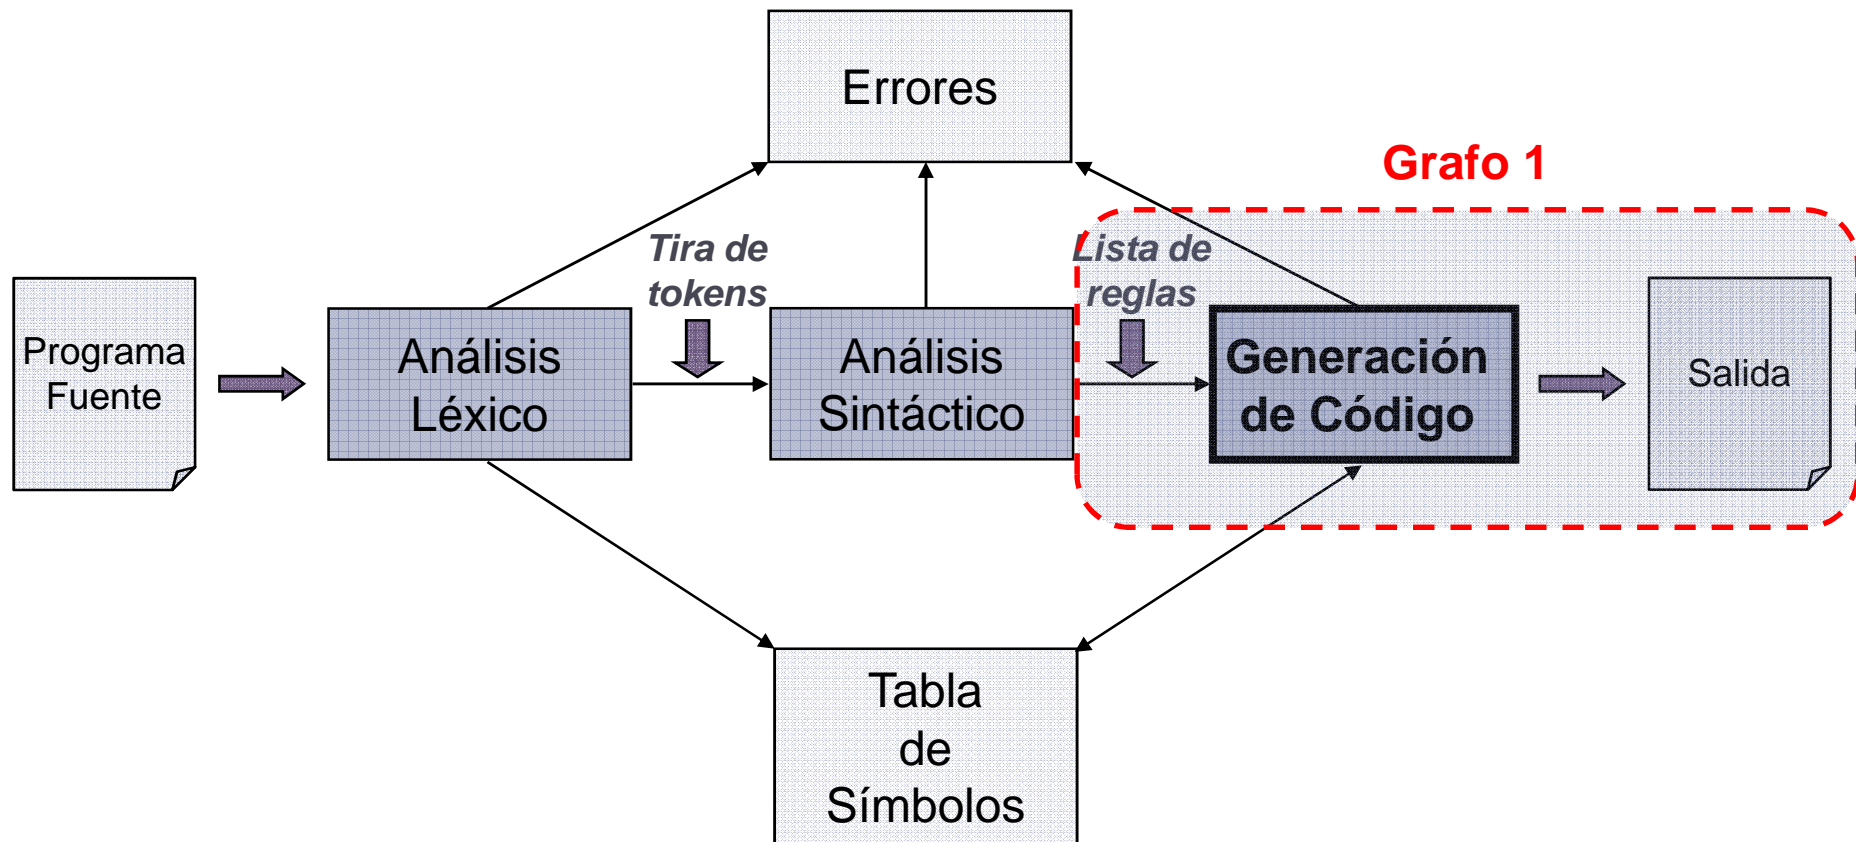 Errores
Grafo 1
Tira de
tokens
Lista de
reglas
Programa
Fuente
Análisis
Léxico
Análisis
Sintáctico
Generación
de Código
Salida
Tabla
de
Símbolos